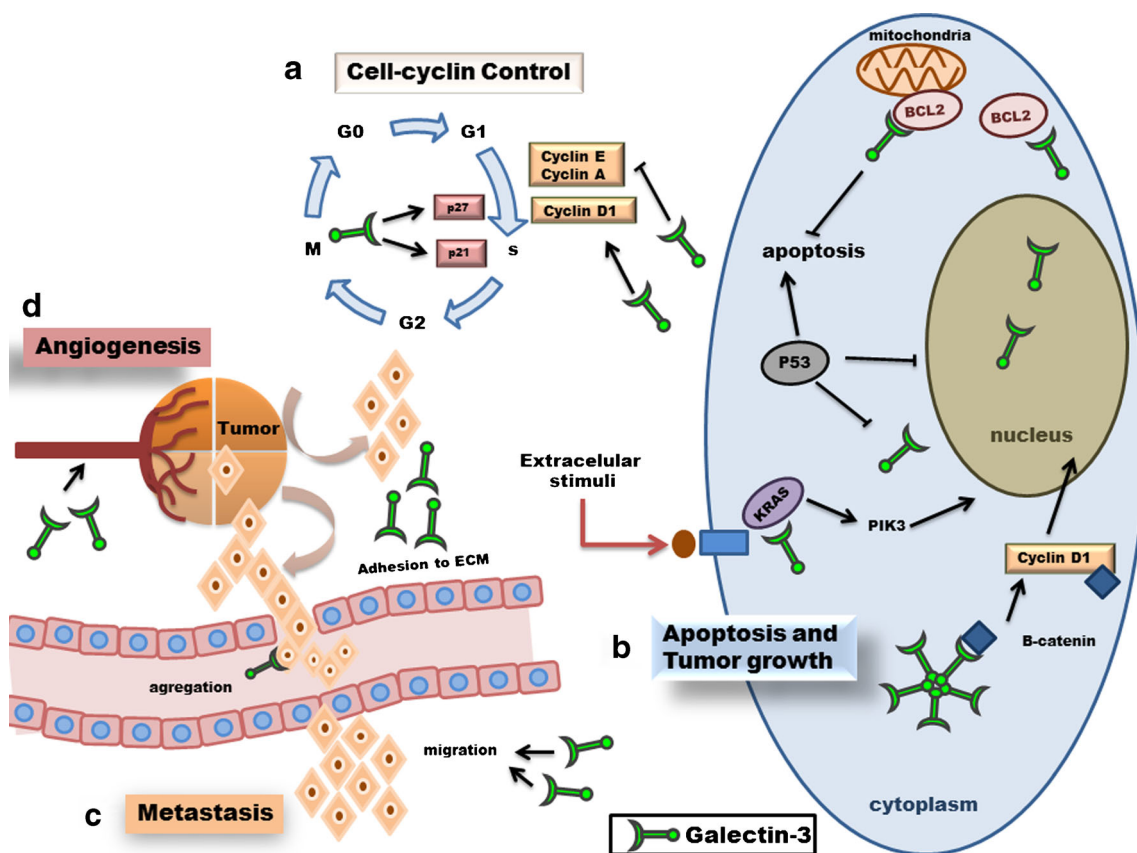 a
Cell-cyclin Control
G0
G1
Cyclin E
Cyclin A
Cyclin D1
p27
p21
M
s
G2
mitochondria
BCL2
BCL2
apoptosis
P53
nucleus
d
Angiogenesis
Tumor
Extracelular
stimuli
KRAS
PIK3
Adhesion to ECM
Cyclin D1
B-catenin
b
Apoptosis and
Tumor growth
agregation
migration
c
Metastasis
cytoplasm
Galectin-3